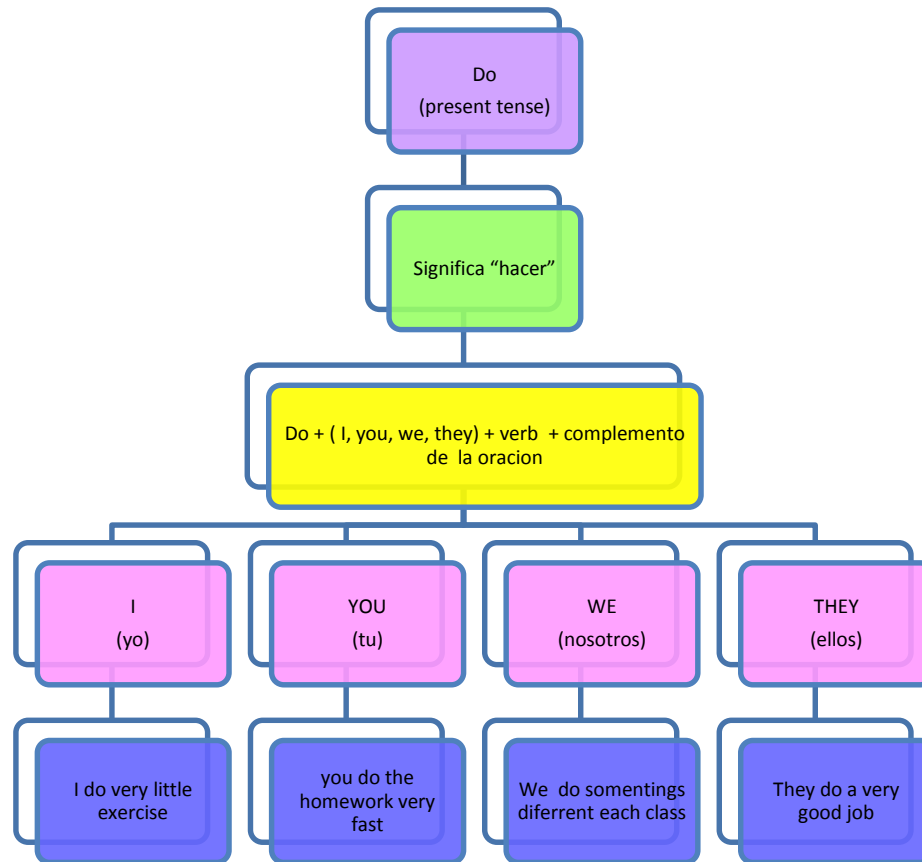 Do
(present tense)
Significa “hacer”
Do + ( I, you, we, they) + verb + complemento
de la oracion
I
(yo)
YOU
(tu)
WE
(nosotros)
THEY
(ellos)
I do very little
exercise
you do the
homework very
fast
We do somentings
diferrent each class
They do a very
good job